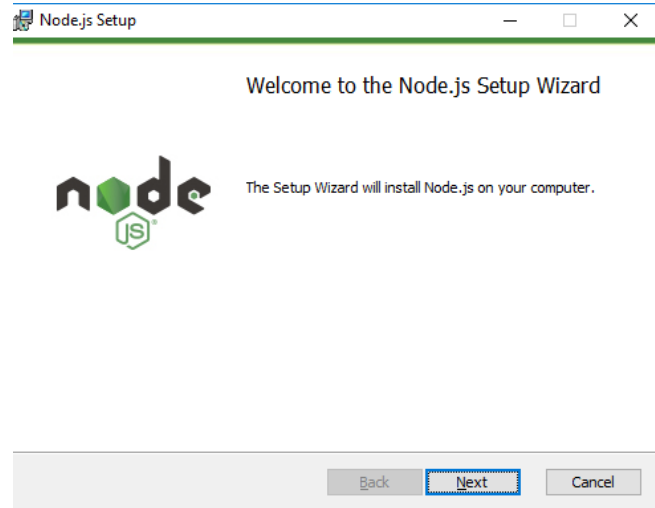 Node.js Setup
Welcome to the Node.js Setup Wizard
The Setup Wizard will install Node.js on your computer.
node
JS
Back
Next
Cancel